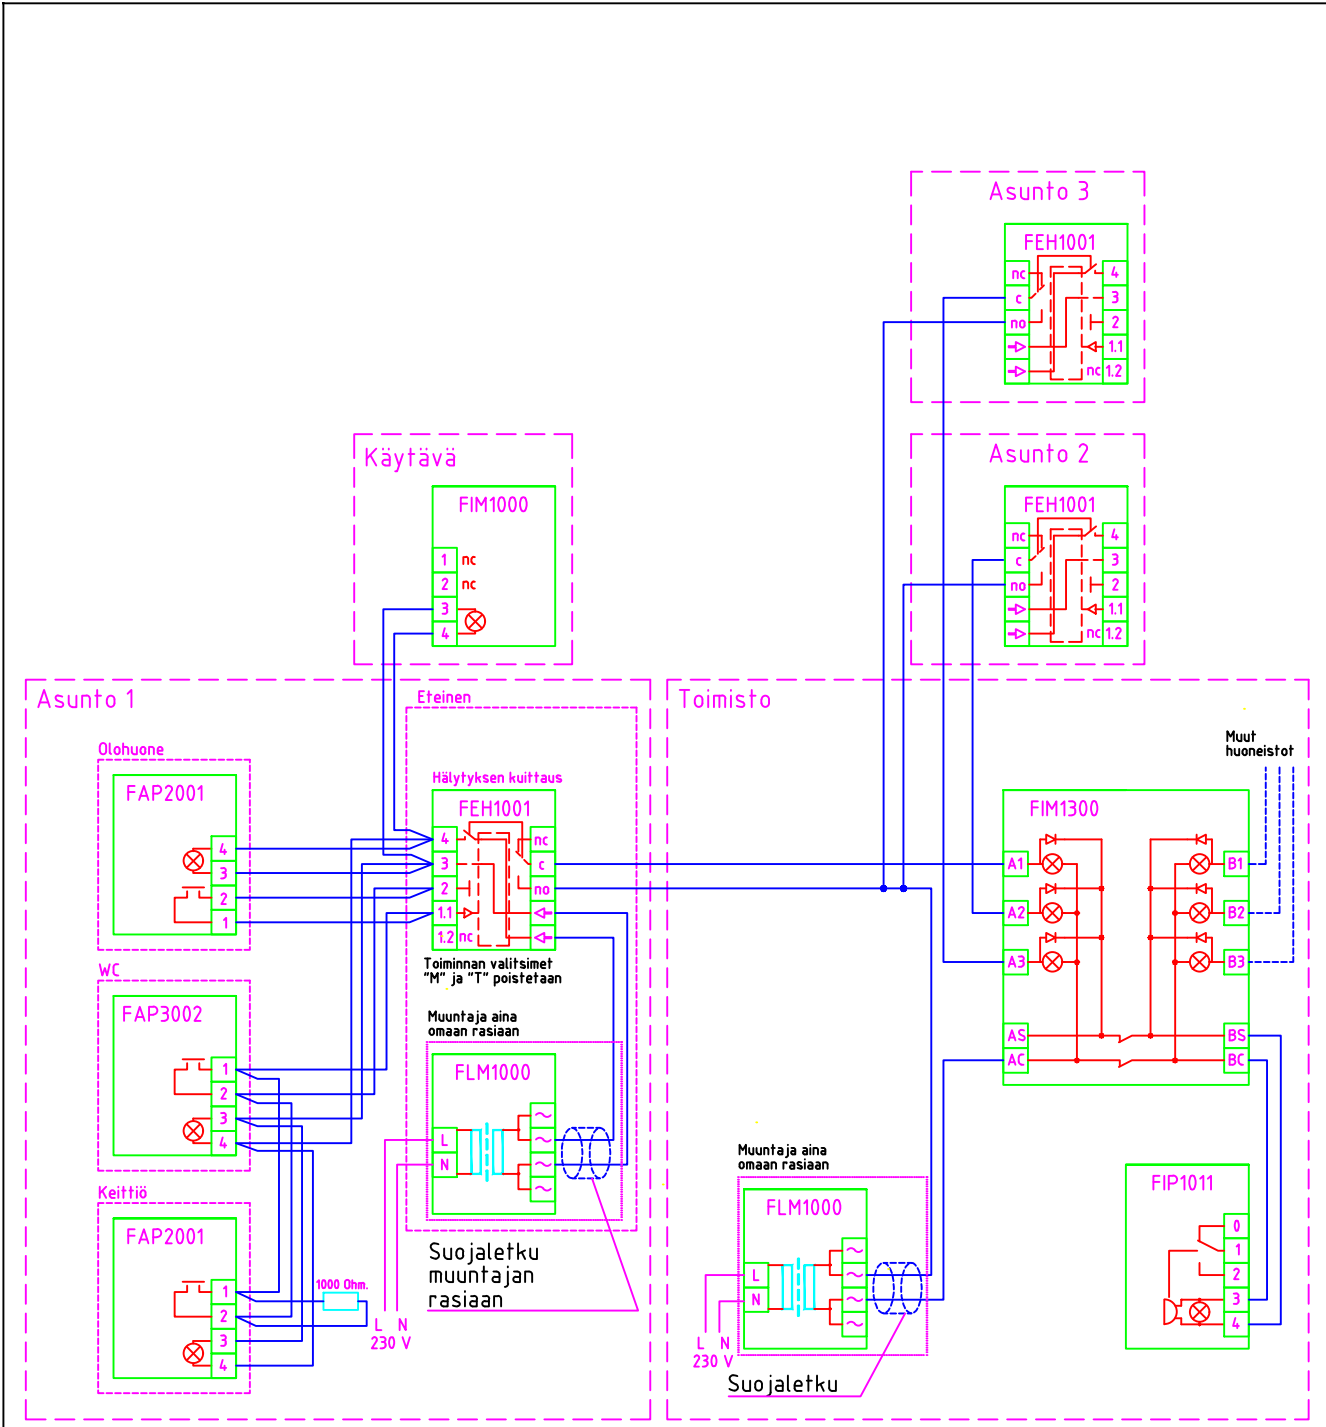 Asunto 3
FEH1001
nc
c
no
4
3
2
1.1
nc 1.2
Käytävä
FIM1000
1 nc
2 nc
3
4
Asunto 2
FEH1001
nc
c
no
4
3
2
1.1
nc 1.2
Asunto 1
Olohuone
FAP2001
4
3
2
1
WC
FAP3002
1
2
3
4
Keittiö
FAP2001
1
2
3
4
1000 Ohm.
Eteinen
Hälytyksen kuittaus
FEH1001
4
3
2
1.1
1.2 nc
nc
c
no
Toiminnan valitsimet
"M" ja "T" poistetaan
Muuntaja aina
omaan rasiaan
FLM1000
L
N
~
~
~
~
Suojaletku
muuntajan
rasiaan
L N
230 V
Toimisto
Muut
huoneistot
FIM1300
A1
A2
A3
AS
AC
B1
B2
B3
BS
BC
Muuntaja aina
omaan rasiaan
FLM1000
L
N
~
~
~
~
L N
230 V
Suojaletku
FIP1011
0
1
2
3
4